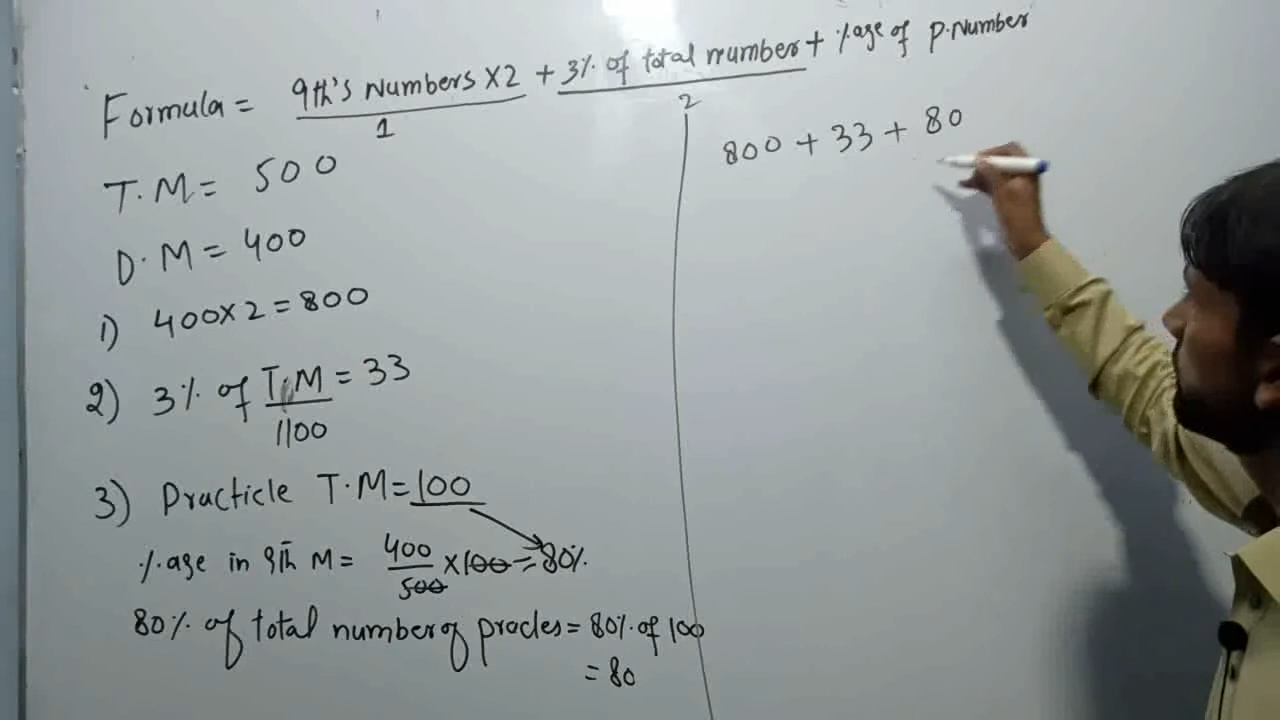 Formula = 9th's Numbers X2 + 3% of total number + %age of P.Number
1
2
T.M = 500
O.M = 400
1) 400 X 2 = 800
2) 3% of T.M = 33
1100
3) Practicle T.M = 100
%age in 9th M = 400/500 × 100 = 80%
80% of total number of practes = 80% of 100
= 80
800 + 33 + 80